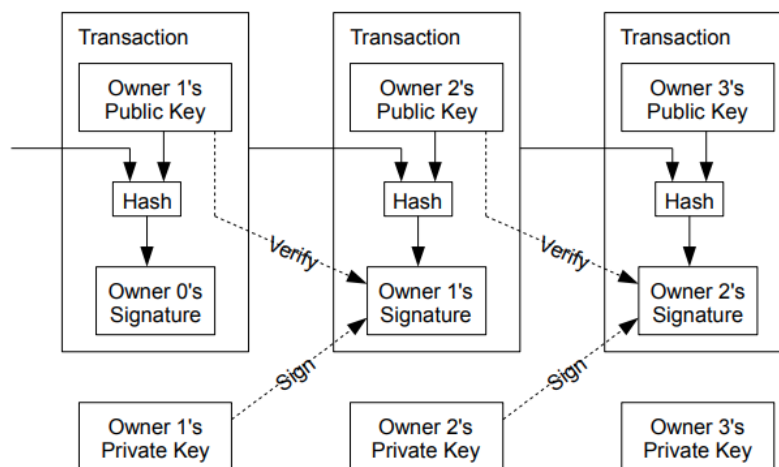 Transaction
Owner 1's
Public Key
Hash
Owner 0's
Signature
Transaction
Owner 2's
Public Key
Hash
Verify
Owner 1's
Signature
Transaction
Owner 3's
Public Key
Hash
Verify
Owner 2's
Signature
Sign
Sign
Owner 1's
Private Key
Owner 2's
Private Key
Owner 3's
Private Key